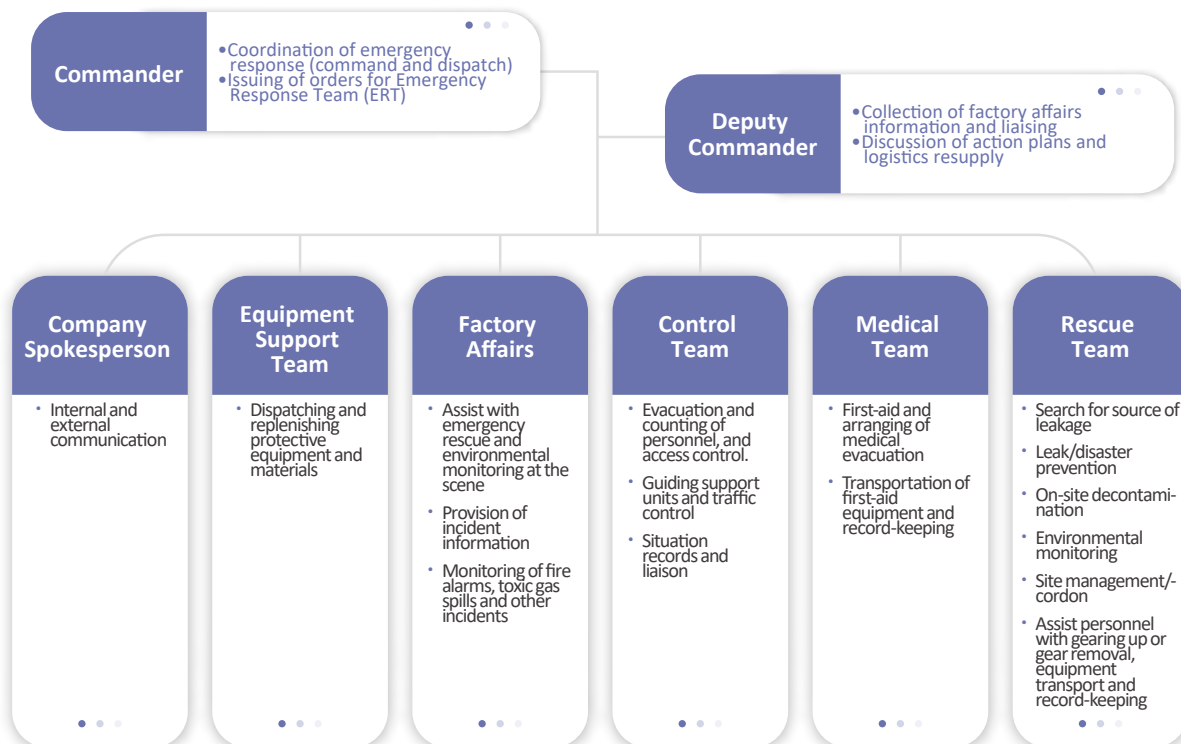 Commander
•Coordination of emergency
response (command and dispatch)
•Issuing of orders for Emergency
Response Team (ERT)
Deputy
Commander
•Collection of factory affairs
information and liaising
•Discussion of action plans and
logistics resupply
Company
Spokesperson
• Internal and
external
communication
Equipment
Support
Team
• Dispatching and
replenishing
protective
equipment and
materials
Factory
Affairs
• Assist with
emergency
rescue and
environmental
monitoring at the
scene
• Provision of
incident
information
• Monitoring of fire
alarms, toxic gas
spills and other
incidents
Control
Team
• Evacuation and
counting of
personnel, and
access control.
• Guiding support
units and traffic
control
• Situation
records and
liaison
Medical
Team
• First-aid and
arranging of
medical
evacuation
• Transportation of
first-aid
equipment and
record-keeping
Rescue
Team
• Search for source of
leakage
• Leak/disaster
prevention
• On-site decontami-
nation
• Environmental
monitoring
• Site management/-
cordon
• Assist personnel
with gearing up or
gear removal,
equipment
transport and
record-keeping